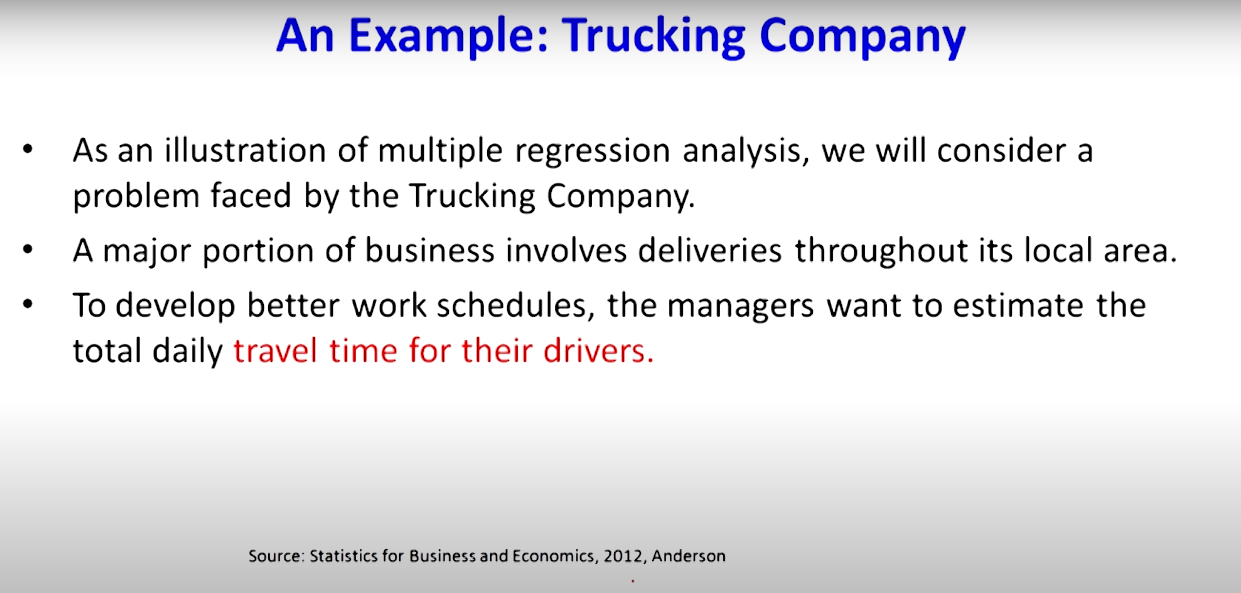 An Example: Trucking Company
• As an illustration of multiple regression analysis, we will consider a
problem faced by the Trucking Company.
• A major portion of business involves deliveries throughout its local area.
• To develop better work schedules, the managers want to estimate the
total daily travel time for their drivers.
Source: Statistics for Business and Economics, 2012, Anderson